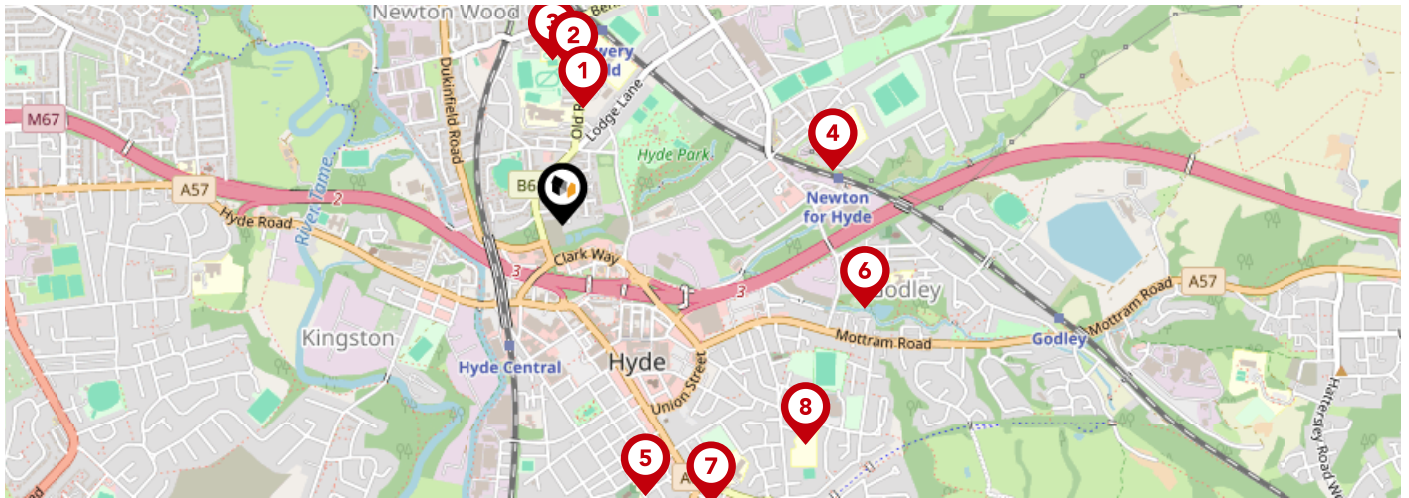 Newton Wood
3
2
1
Old R
Lodge Lane
Dukinfield Road
M67
4
Hyde Park
B6
A57
2
River Tame
Hyde Road
Newton
for Hyde
Clark Way
3
3
6
Godley
A57
Mottram Road
Mottram Road
Godley
Kingston
Hyde Central
Hyde
Union Street
8
5
7
A
Hattersley Road W